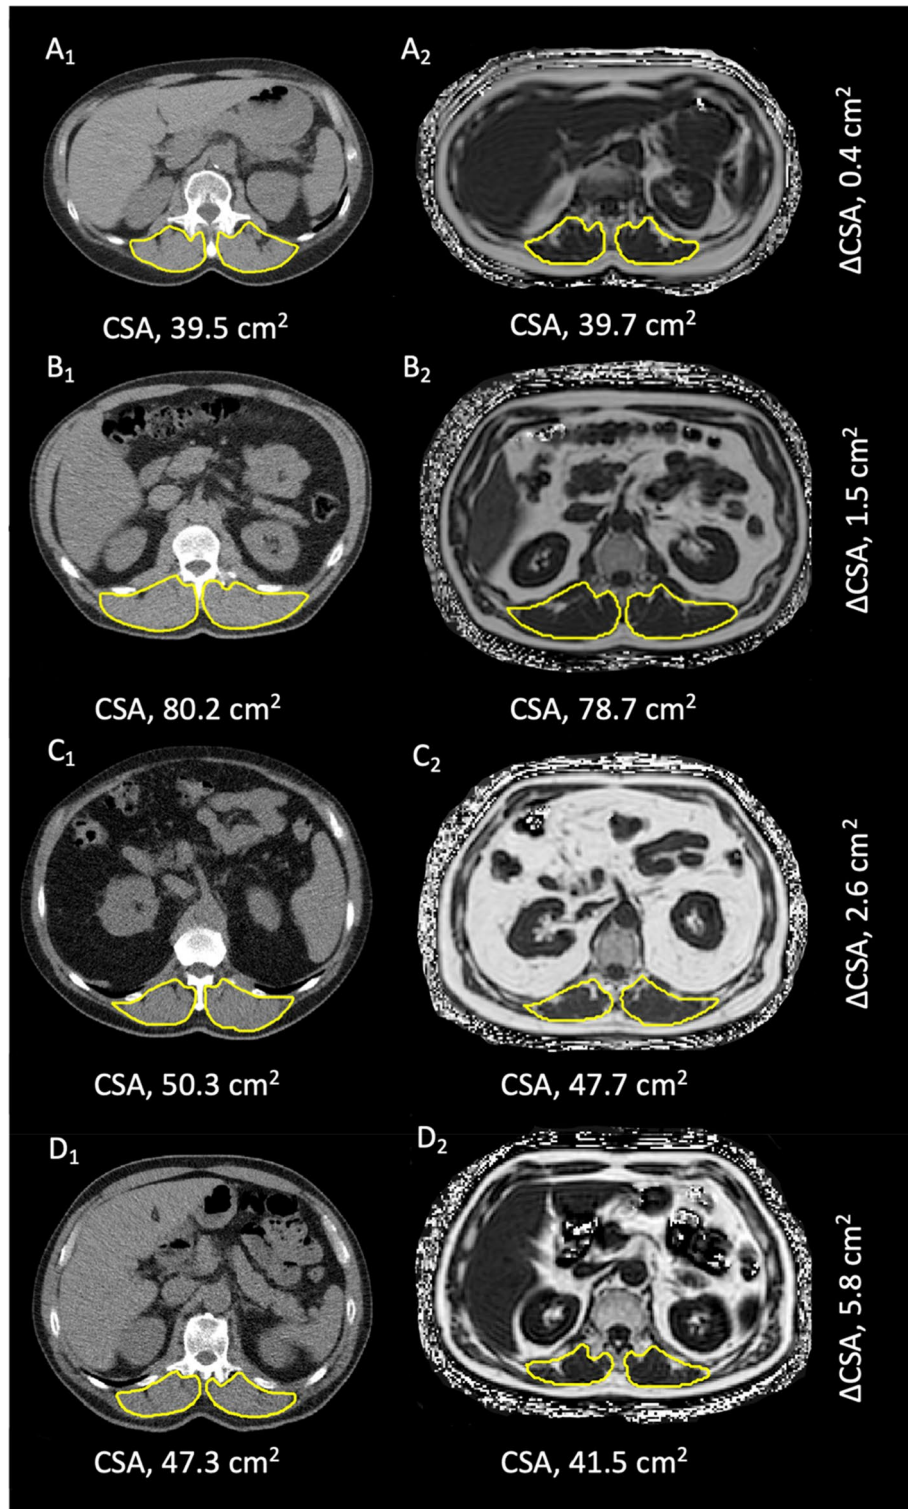 A₁
A₂
ΔCSA, 0.4 cm²
CSA, 39.5 cm²
CSA, 39.7 cm²
B₁
B₂
ΔCSA, 1.5 cm²
CSA, 80.2 cm²
CSA, 78.7 cm²
C₁
C₂
ΔCSA, 2.6 cm²
CSA, 50.3 cm²
CSA, 47.7 cm²
D₁
D₂
ΔCSA, 5.8 cm²
CSA, 47.3 cm²
CSA, 41.5 cm²